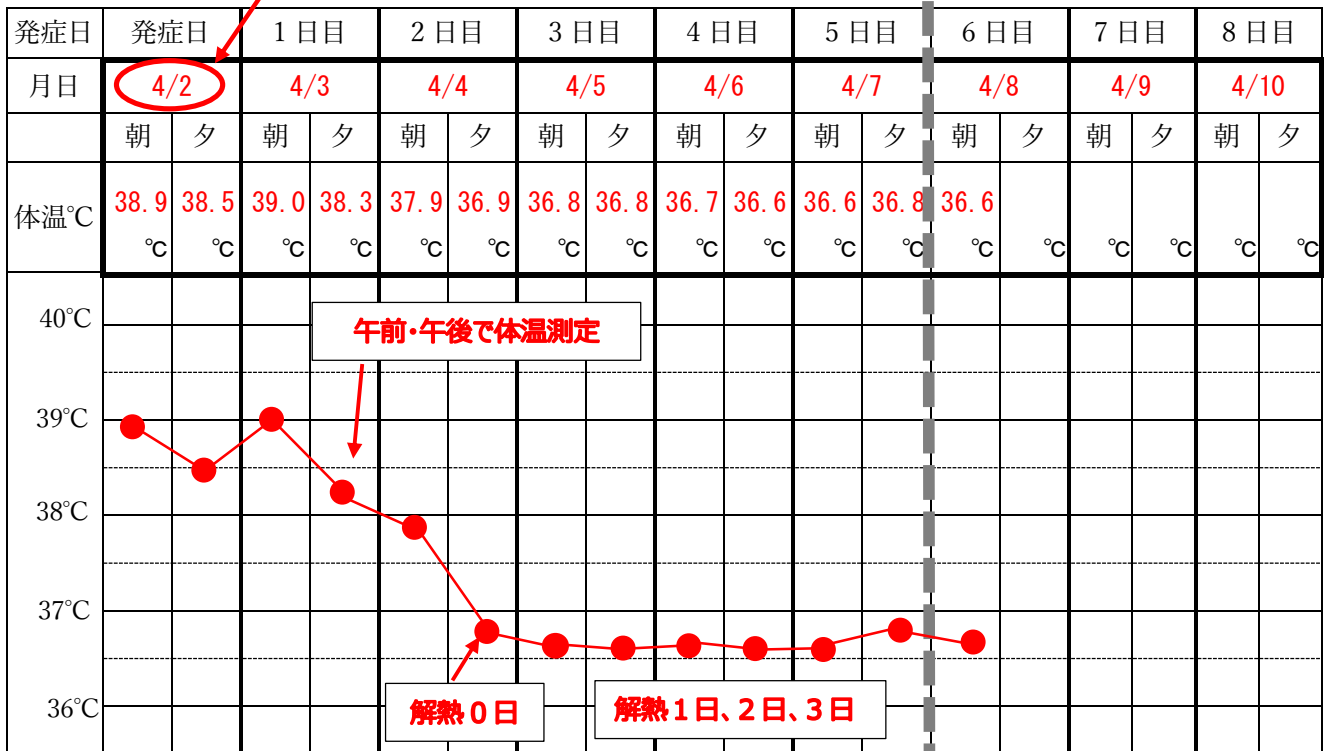 発症日 発症日 1日目 2日目 3日目 4日目 5日目 6日目 7日目 8日目
月日 4/2 4/3 4/4 4/5 4/6 4/7 4/8 4/9 4/10
朝 夕 朝 夕 朝 夕 朝 夕 朝 夕 朝 夕 朝 夕 朝 夕 朝 夕
体温℃ 38.9 38.5 39.0 38.3 37.9 36.9 36.8 36.8 36.7 36.6 36.6 36.8 36.6
℃ ℃ ℃ ℃ ℃ ℃ ℃ ℃ ℃ ℃ ℃ ℃ ℃ ℃ ℃ ℃ ℃ ℃
40℃
午前・午後で体温測定
39℃
38℃
37℃
解熱0日 解熱1日、2日、3日
36℃